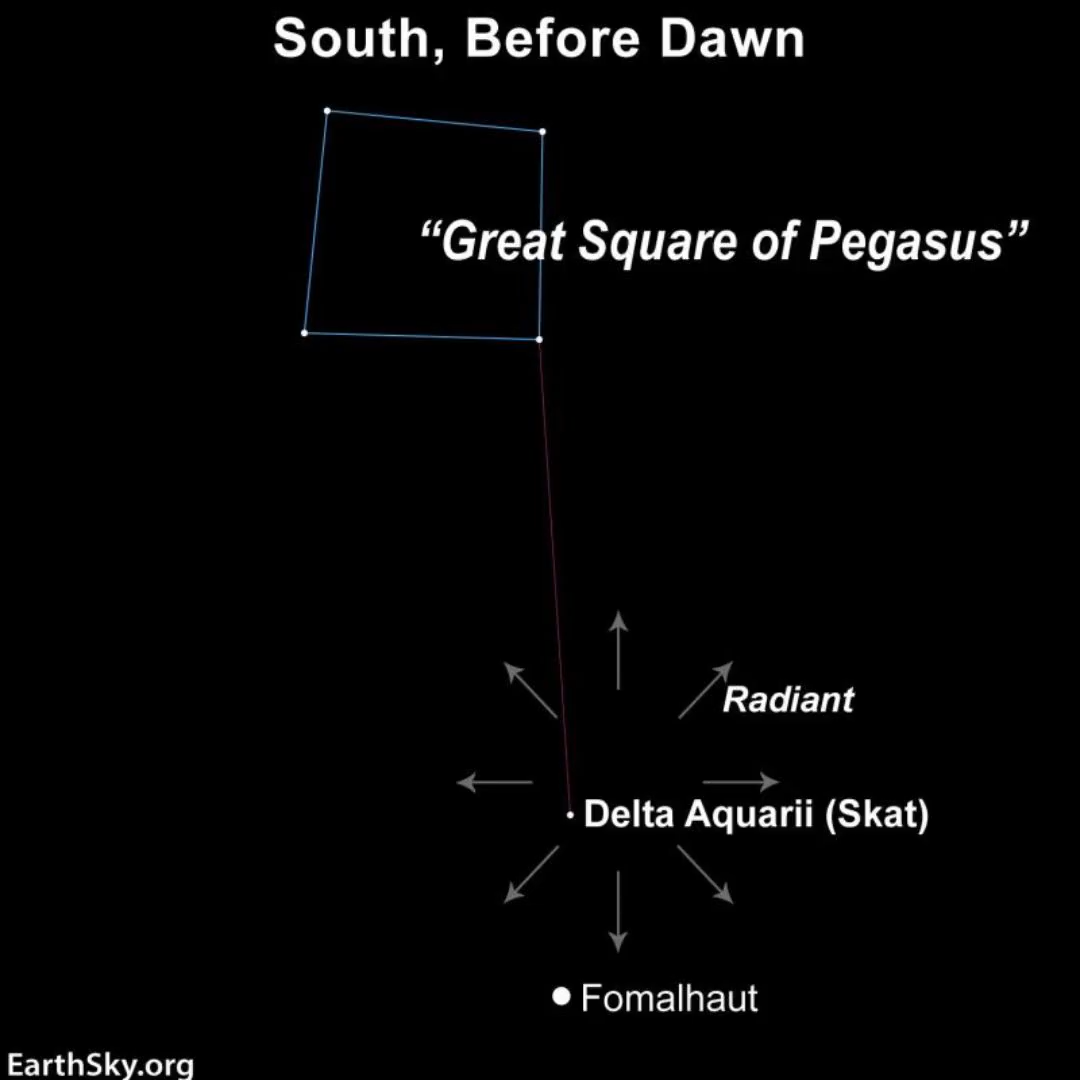 South, Before Dawn
“Great Square of Pegasus”
Radiant
Delta Aquarii (Skat)
Fomalhaut
EarthSky.org